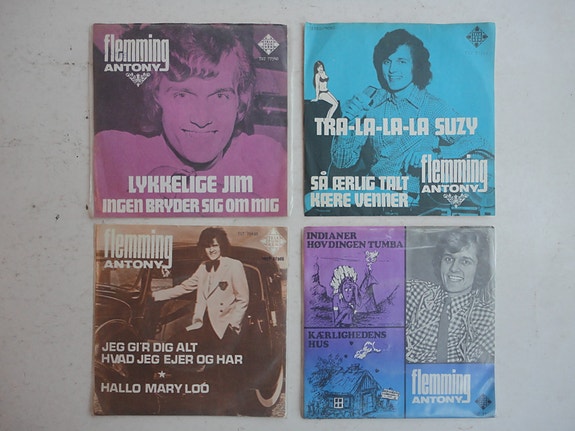 flemming
ANTONY
LYKKELIGE JIM
INGEN BRYDER SIG OM MIG
TRA-LA-LA-LA SUZY
flemming
ANTONY
SÅ ÆRLIG TALT
KÆRE VENNER
flemming
ANTONY
JEG GI'R DIG ALT
HVAD JEG EJER OG HAR
HALLO MARY LOO
INDIANER
HØVDINGEN TUMBA
KÆRLIGHEDENS
HUS
flemming
ANTONY